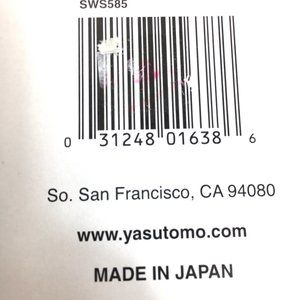 SWS585
0 31248 01638 6
So. San Francisco, CA 94080
www.yasutomo.com
MADE IN JAPAN